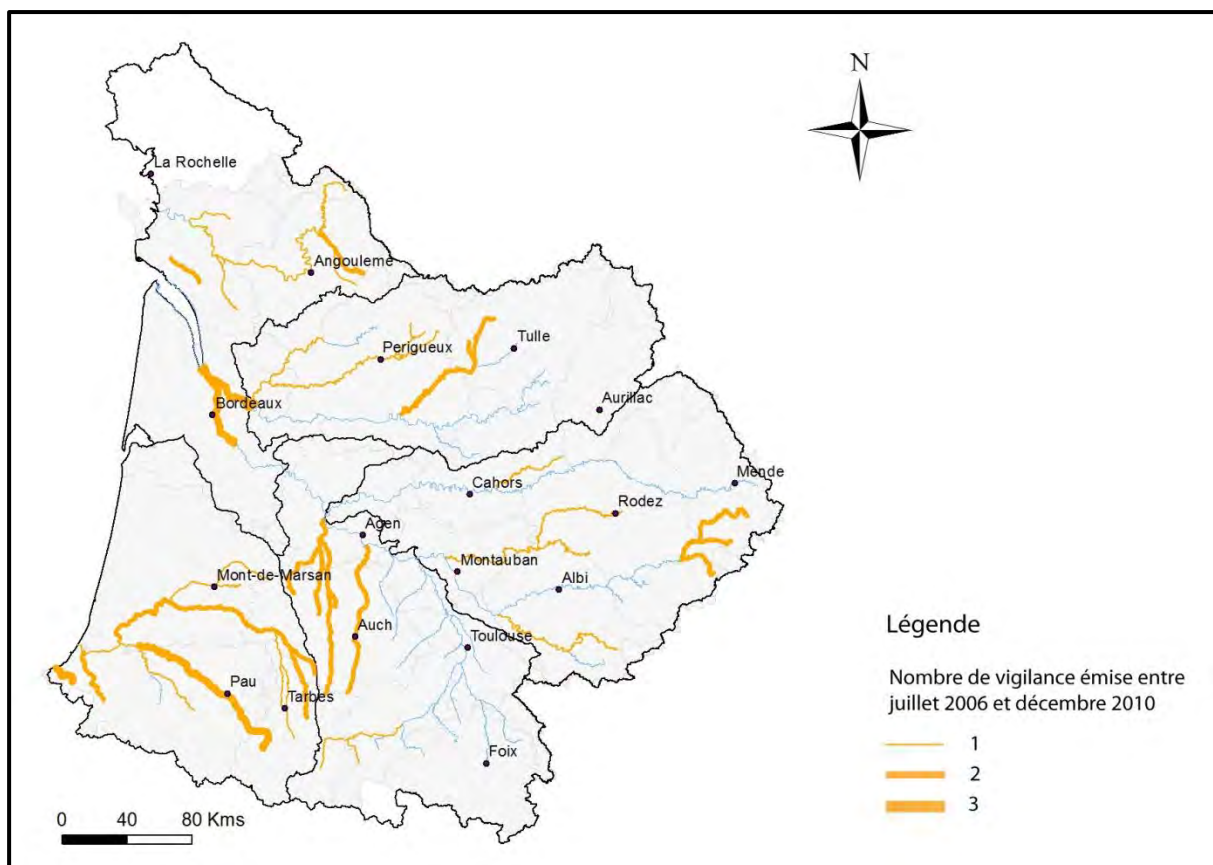 N
La Rochelle
Angouleme
Perigueux
Tulle
Bordeaux
Aurillac
Cahors
Mende
Rodez
Agen
Montauban
Mont-de-Marsan
Albi
Auch
Toulouse
Pau
Tarbes
Foix
0 40 80 Kms
Légende
Nombre de vigilance émise entre
juillet 2006 et décembre 2010
1
2
3